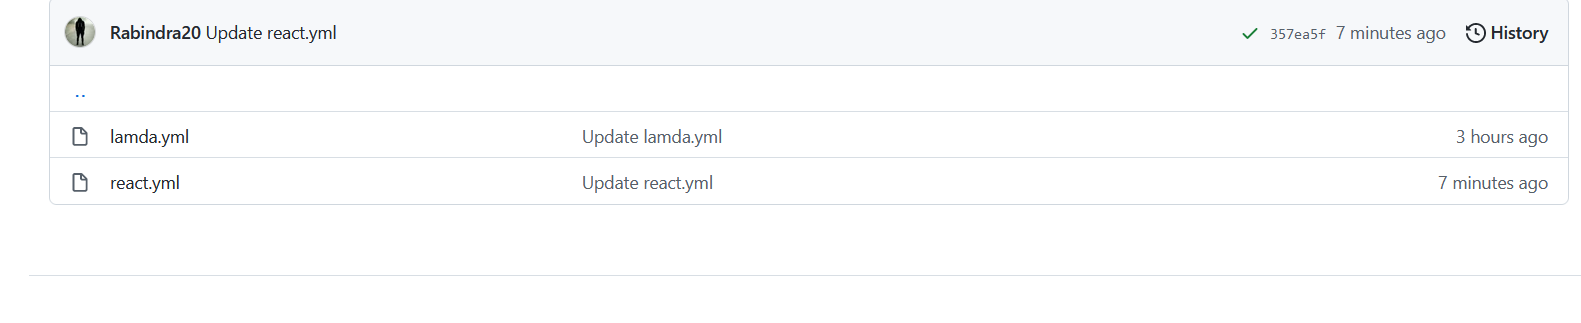 Rabindra20 Update react.yml 357ea5f 7 minutes ago History
..
lamda.yml Update lamda.yml 3 hours ago
react.yml Update react.yml 7 minutes ago